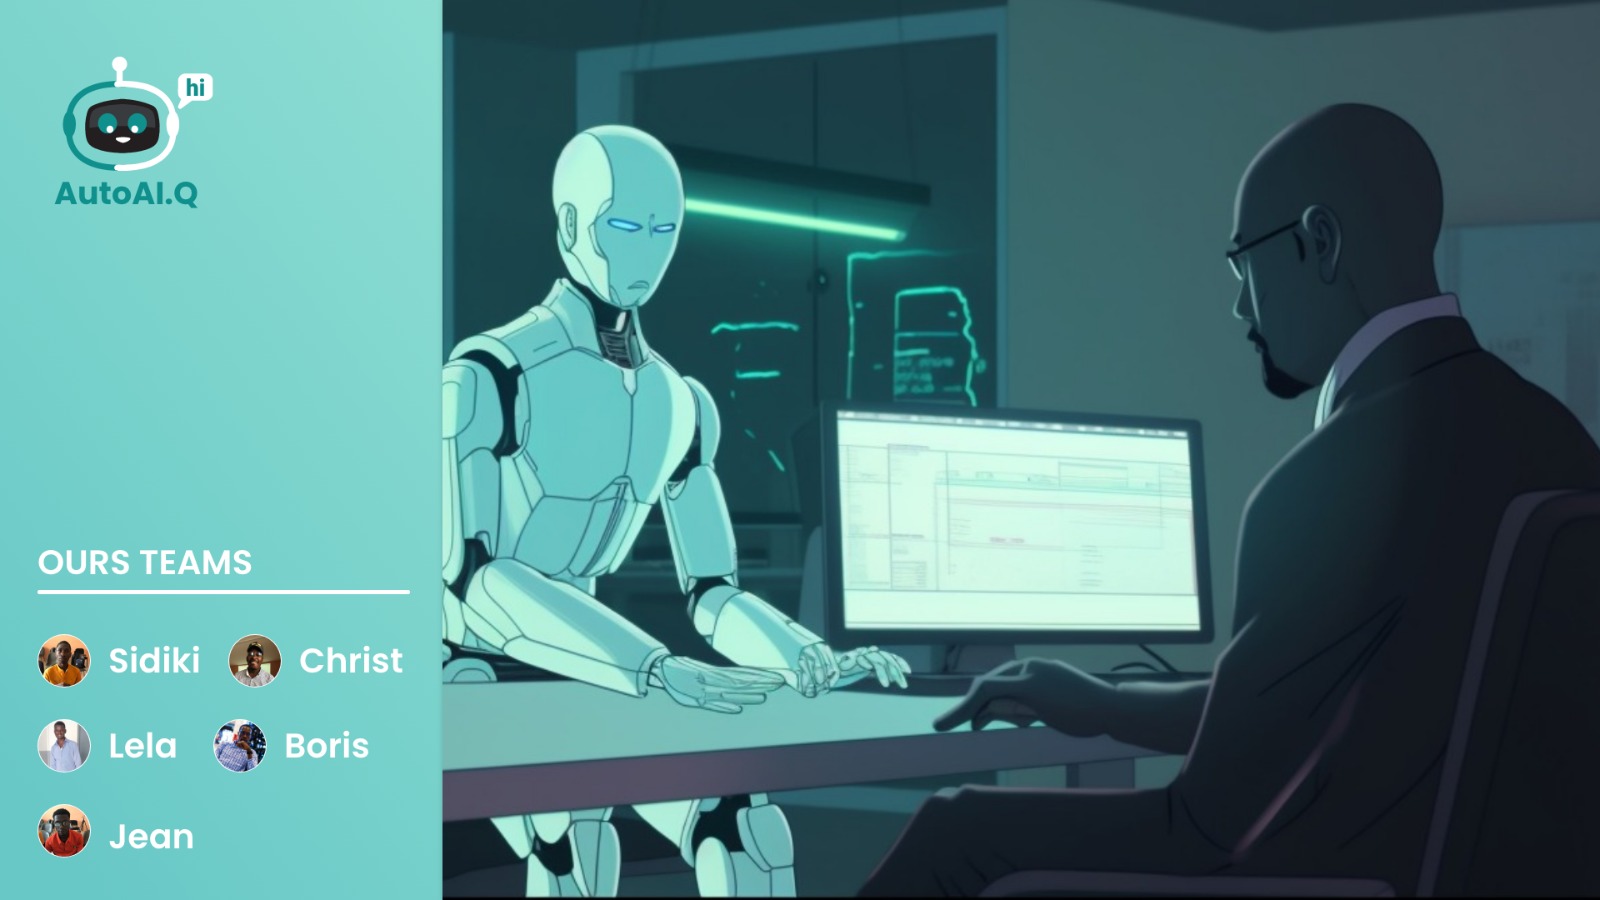 hi
AutoAI.Q
OURS TEAMS
Sidiki Christ
Lela Boris
Jean